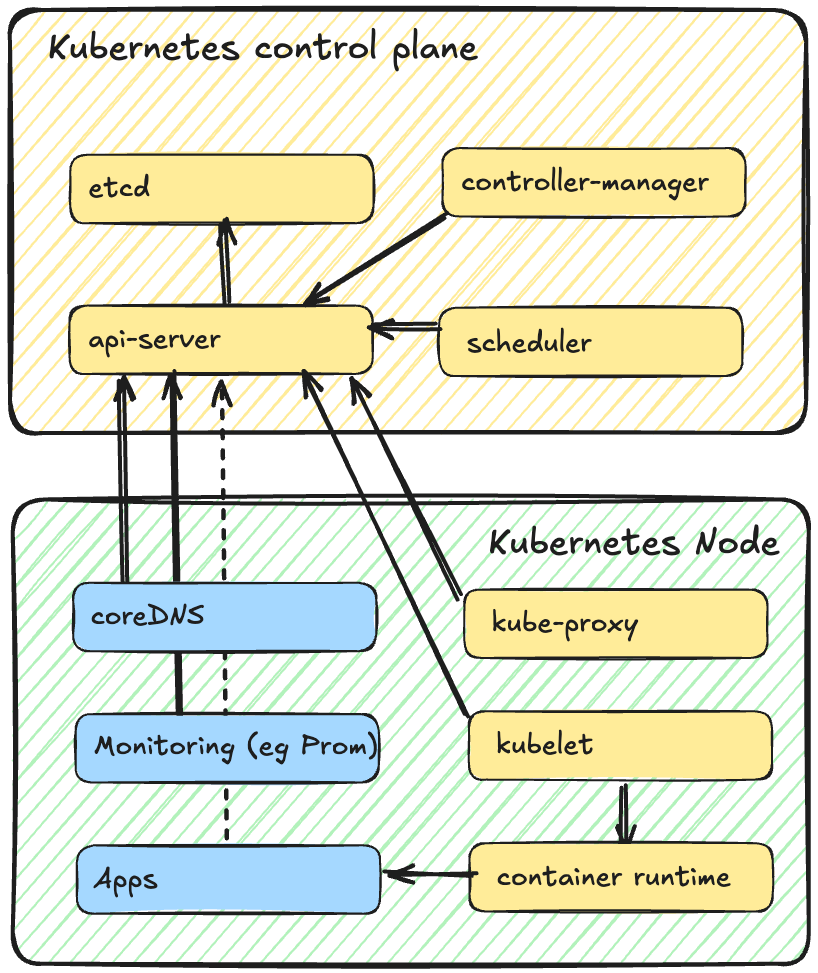 Kubernetes control plane
etcd
controller-manager
api-server
scheduler
Kubernetes Node
coreDNS
kube-proxy
Monitoring (eg Prom)
kubelet
Apps
container runtime